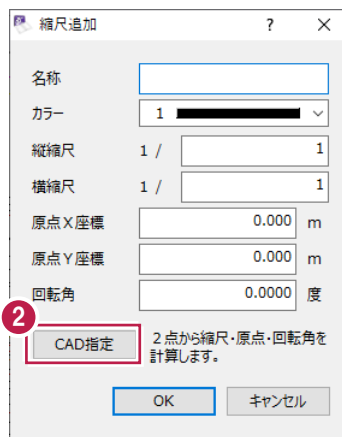 縮尺追加 ? ×
名称
カラー 1
縦縮尺 1 / 1
横縮尺 1 / 1
原点X座標 0.000 m
原点Y座標 0.000 m
回転角 0.0000 度
2
CAD指定 2点から縮尺・原点・回転角を
計算します。
OK キャンセル